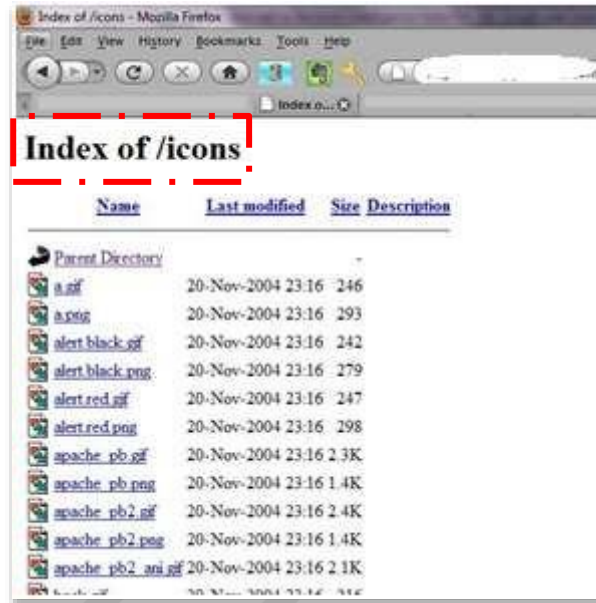 Index of /icons - Mozilla Firefox
File Edit View History Bookmarks Tools Help
Index o...
Index of /icons
Name Last modified Size Description
Parent Directory -
a.gif 20-Nov-2004 23:16 246
a.png 20-Nov-2004 23:16 293
alert.black.gif 20-Nov-2004 23:16 242
alert.black.png 20-Nov-2004 23:16 279
alert.red.gif 20-Nov-2004 23:16 247
alert.red.png 20-Nov-2004 23:16 298
apache_pb.gif 20-Nov-2004 23:16 2.3K
apache_pb.png 20-Nov-2004 23:16 1.4K
apache_pb2.gif 20-Nov-2004 23:16 2.4K
apache_pb2.png 20-Nov-2004 23:16 1.4K
apache_pb2_ani.gif 20-Nov-2004 23:16 2.1K